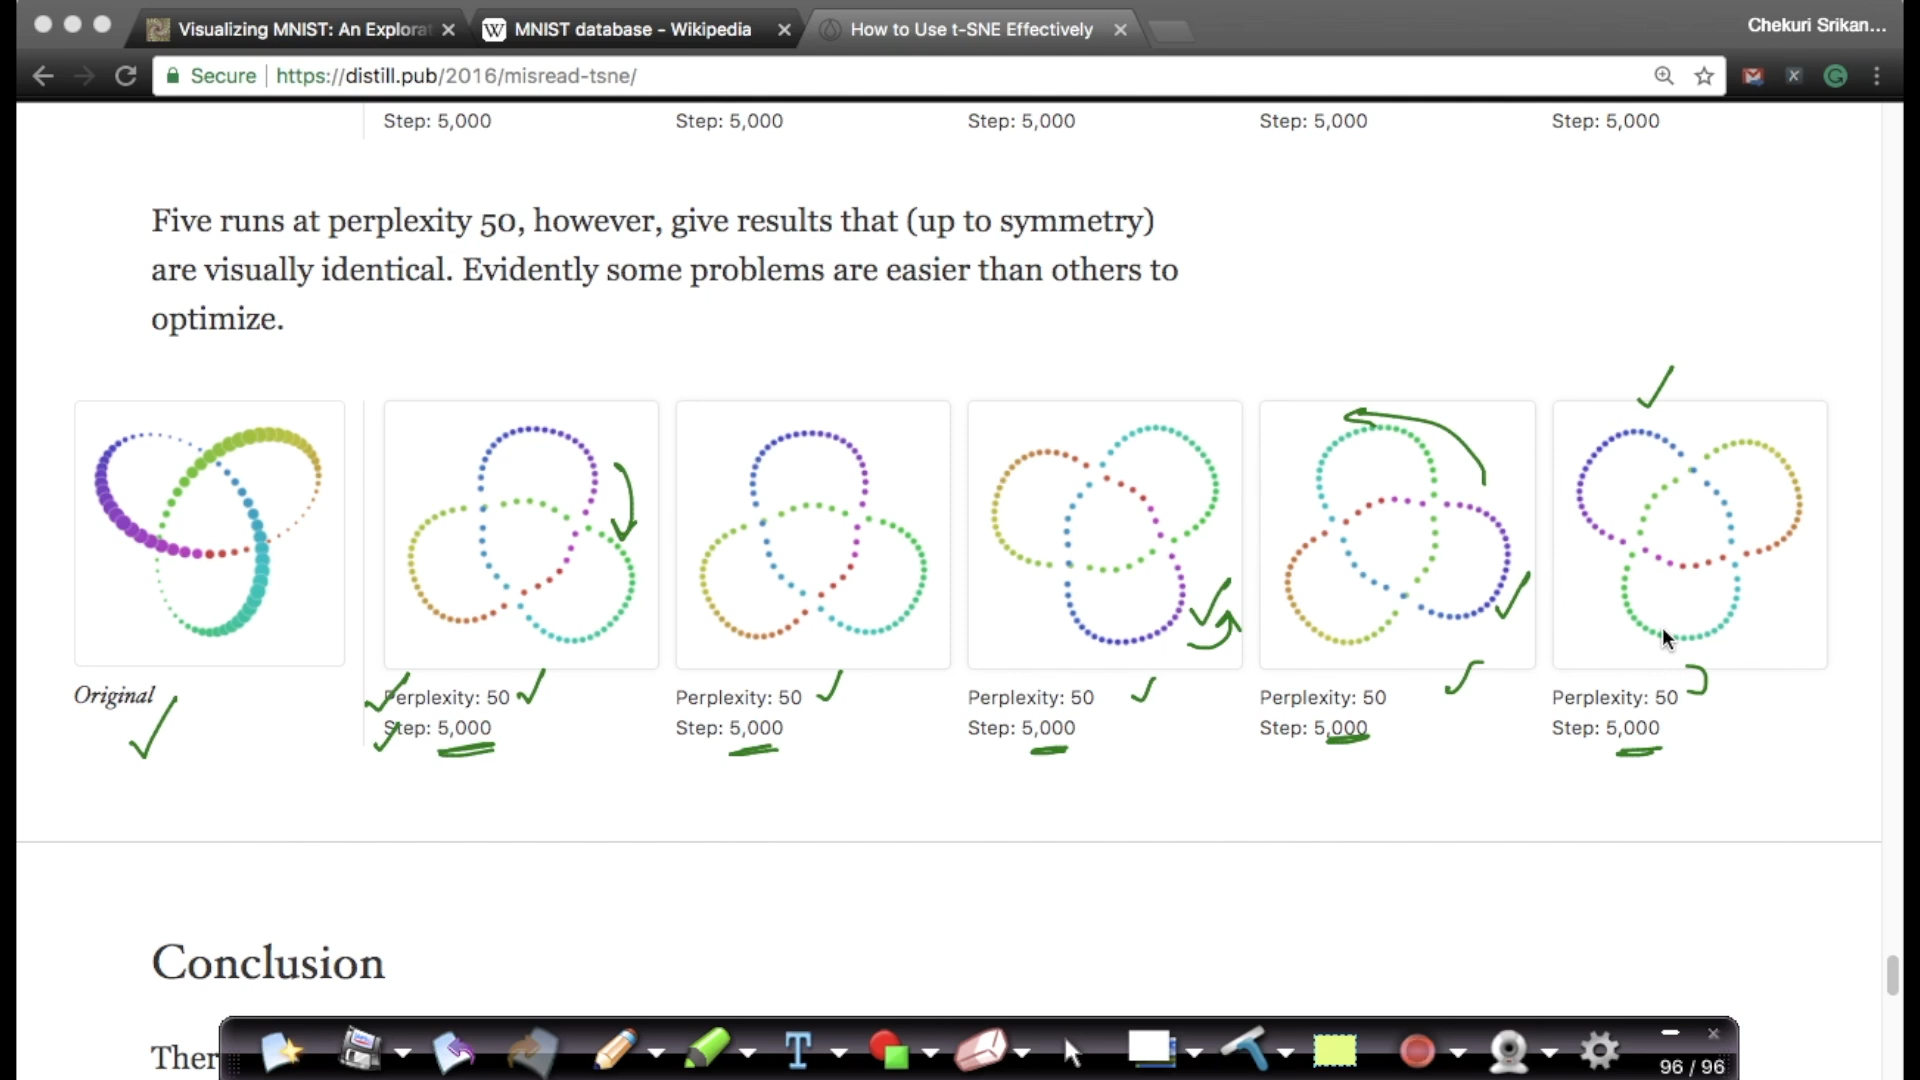 Visualizing MNIST: An Explorat
MNIST database - Wikipedia
How to Use t-SNE Effectively
Chekuri Srikan...
Secure
https://distill.pub/2016/misread-tsne/
Step: 5,000
Step: 5,000
Step: 5,000
Step: 5,000
Step: 5,000
Five runs at perplexity 50, however, give results that (up to symmetry)
are visually identical. Evidently some problems are easier than others to
optimize.
Original
Perplexity: 50
Step: 5,000
Perplexity: 50
Step: 5,000
Perplexity: 50
Step: 5,000
Perplexity: 50
Step: 5,000
Perplexity: 50
Step: 5,000
Conclusion
Ther
96 / 96